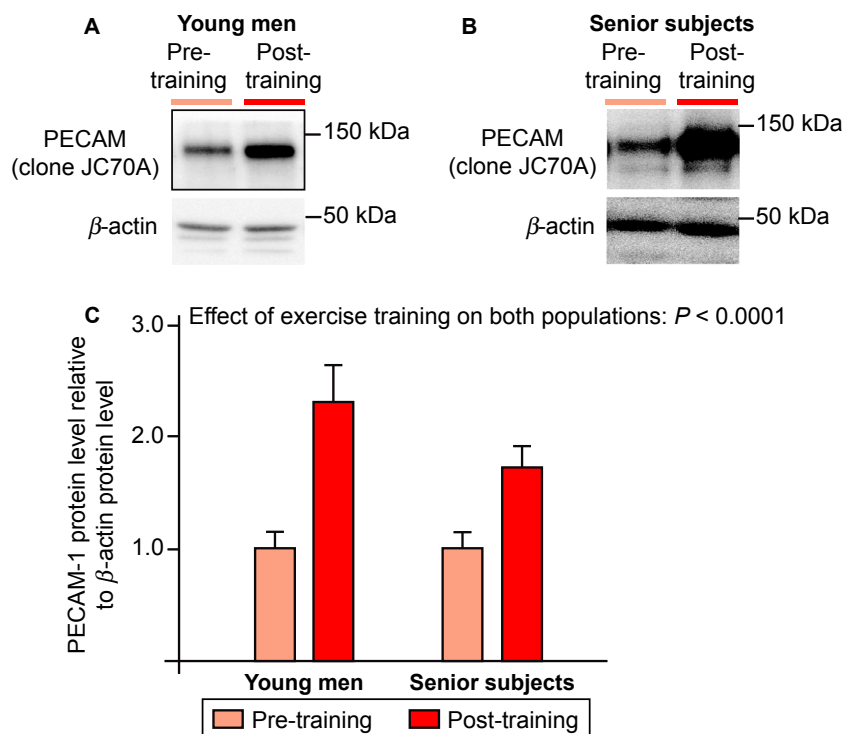 A Young men
Pre-
training
Post-
training
PECAM
(clone JC70A)
150 kDa
β-actin
50 kDa
B Senior subjects
Pre-
training
Post-
training
PECAM
(clone JC70A)
150 kDa
β-actin
50 kDa
C
Effect of exercise training on both populations: P < 0.0001
PECAM-1 protein level relative
to β-actin protein level
3.0
2.0
1.0
Young men
Senior subjects
Pre-training
Post-training